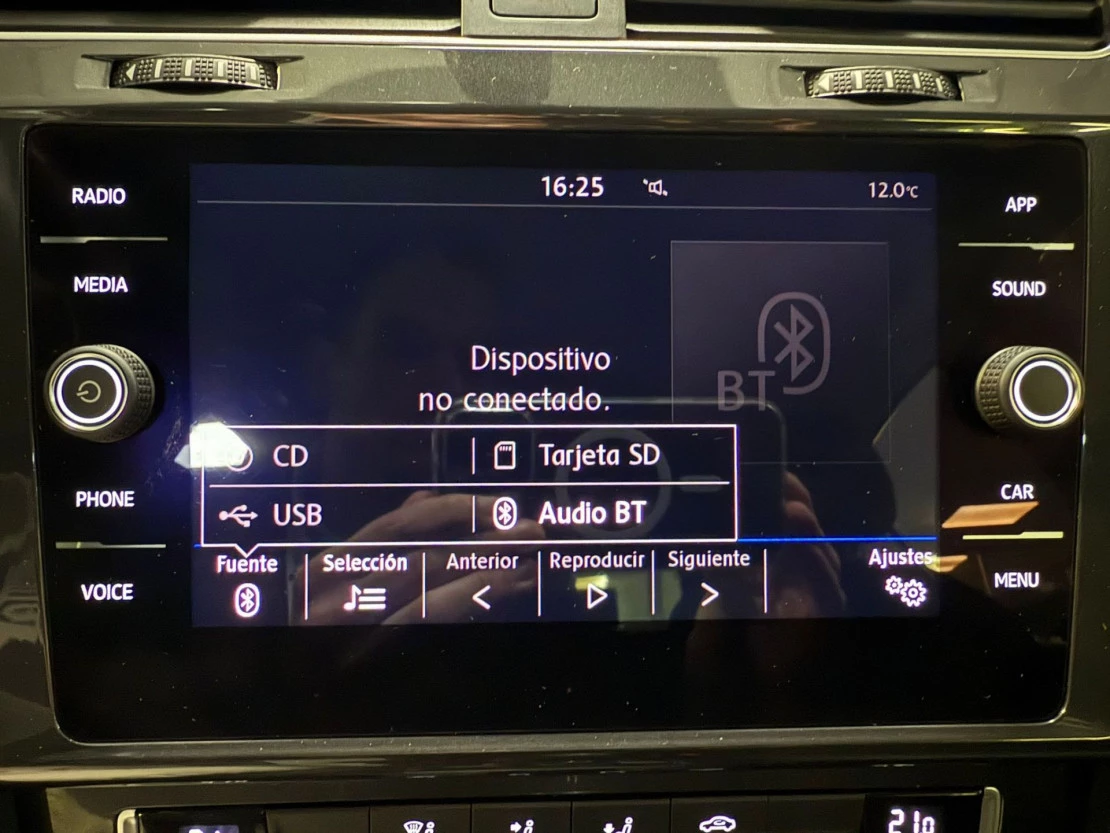 16:25
12.0°C
RADIO
APP
MEDIA
SOUND
Dispositivo
no conectado.
BT
CD
Tarjeta SD
PHONE
CAR
USB
Audio BT
Fuente
Selección
Anterior
Reproducir
Siguiente
Ajustes
VOICE
MENU